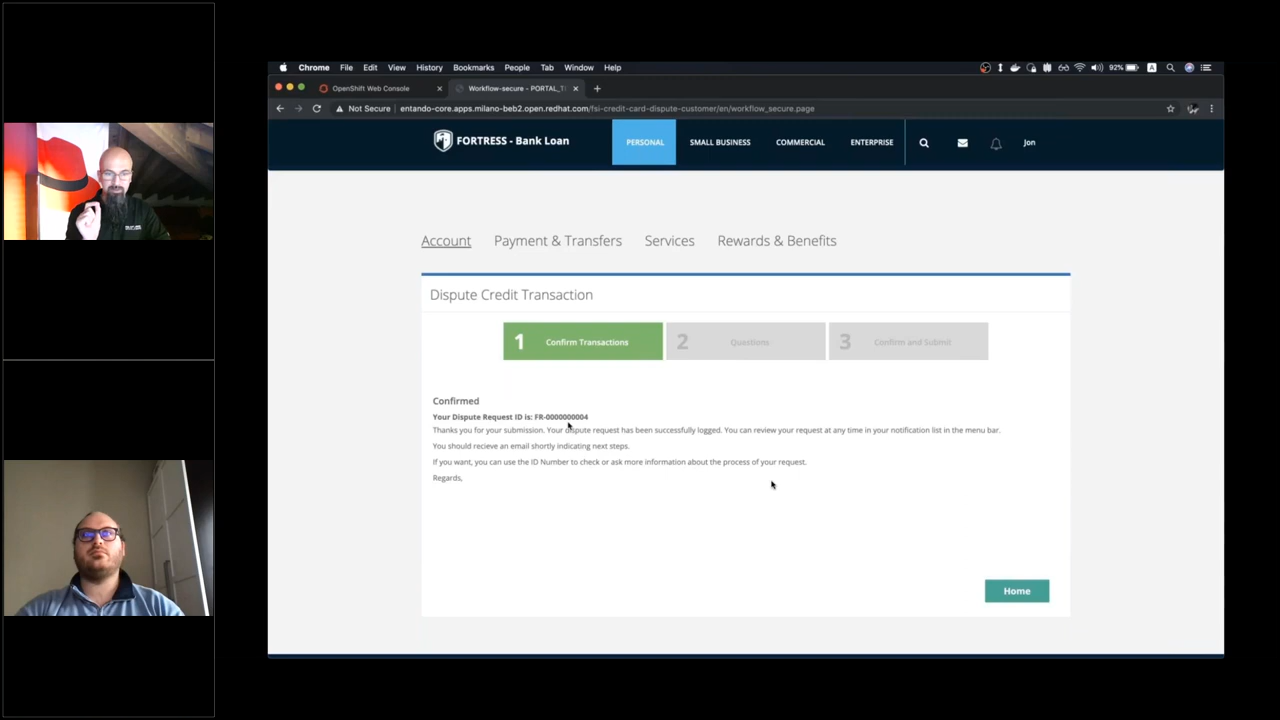 Chrome File Edit View History Bookmarks People Tab Window Help
92%
A
OpenShift Web Console
Workflow-secure - PORTAL_T
Not Secure entando-core.apps.milano-beb2.open.redhat.com/fsi-credit-card-dispute-customer/en/workflow_secure.page
FORTRESS - Bank Loan
PERSONAL
SMALL BUSINESS
COMMERCIAL
ENTERPRISE
Jon
Account
Payment & Transfers
Services
Rewards & Benefits
Dispute Credit Transaction
1 Confirm Transactions
2 Questions
3 Confirm and Submit
Confirmed
Your Dispute Request ID is: FR-0000000004
Thanks you for your submission. Your dispute request has been successfully logged. You can review your request at any time in your notification list in the menu bar.
You should recieve an email shortly indicating next steps.
If you want, you can use the ID Number to check or ask more information about the process of your request.
Regards,
Home